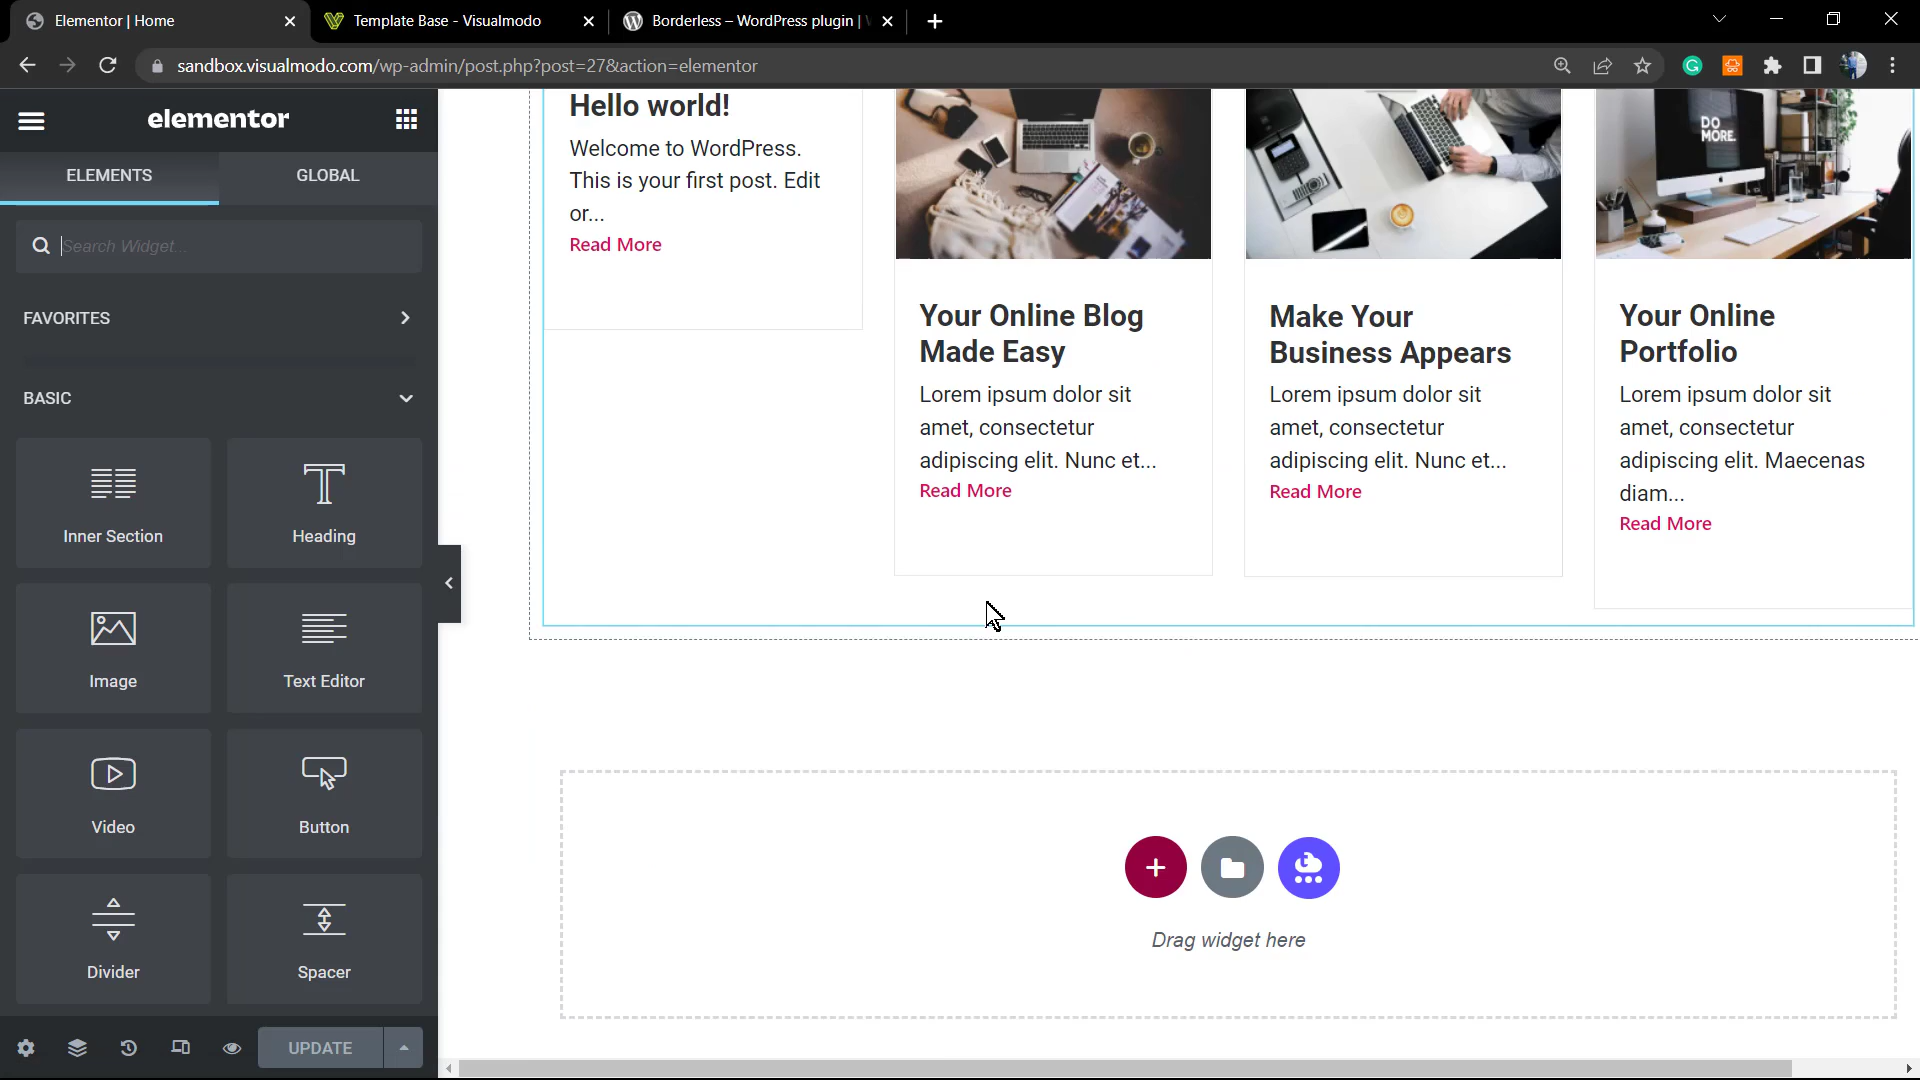 Elementor | Home
Template Base - Visualmodo
Borderless – WordPress plugin |
sandbox.visualmodo.com/wp-admin/post.php?post=27&action=elementor
elementor
ELEMENTS
GLOBAL
Search Widget...
FAVORITES
BASIC
Inner Section
Heading
Image
Text Editor
Video
Button
Divider
Spacer
UPDATE
Hello world!
Welcome to WordPress.
This is your first post. Edit
or...
Read More
Your Online Blog
Made Easy
Lorem ipsum dolor sit
amet, consectetur
adipiscing elit. Nunc et...
Read More
Make Your
Business Appears
Lorem ipsum dolor sit
amet, consectetur
adipiscing elit. Nunc et...
Read More
DO
MORE.
Your Online
Portfolio
Lorem ipsum dolor sit
amet, consectetur
adipiscing elit. Maecenas
diam...
Read More
Drag widget here